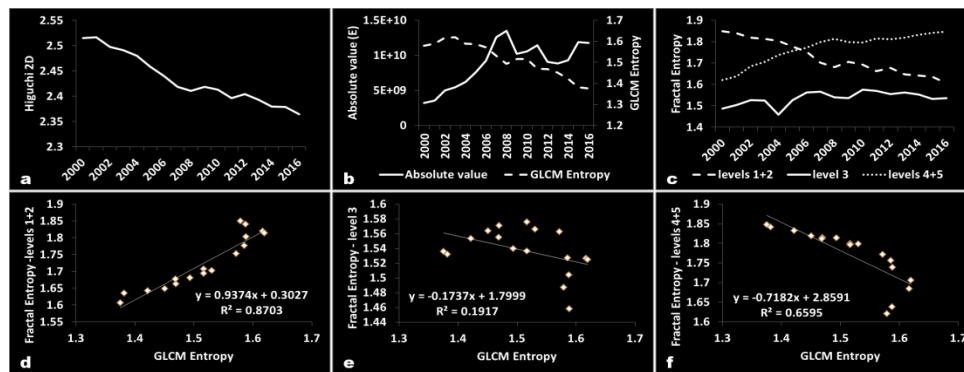 Higuchi 2D
2.55
2.5
2.45
2.4
2.35
2.3
2000
2002
2004
2006
2008
2010
2012
2014
2016
a
Absolute value (E)
1.5E+10
1E+10
5E+09
0
GLCM Entropy
1.7
1.6
1.5
1.4
1.3
1.2
2000
2002
2004
2006
2008
2010
2013
2014
2016
b
Absolute value
GLCM Entropy
Fractal Entropy
1.9
1.8
1.7
1.6
1.5
1.4
2000
2002
2004
2006
2008
2010
2012
2014
2016
c
levels 1+2
level 3
levels 4+5
Fractal Entropy-levels 1+2
1.9
1.85
1.8
1.75
1.7
1.65
1.6
1.55
y = 0.9374x + 0.3027
R² = 0.8703
1.3
1.4
1.5
1.6
1.7
d
GLCM Entropy
Fractal Entropy - level 3
1.6
1.58
1.56
1.54
1.52
1.5
1.48
1.46
1.44
y = -0.1737x + 1.7999
R² = 0.1917
1.3
1.4
1.5
1.6
1.7
e
GLCM Entropy
Fractal Entropy - levels 4+5
1.9
1.85
1.8
1.75
1.7
1.65
1.6
y = -0.7182x + 2.8591
R² = 0.6595
1.3
1.4
1.5
1.6
1.7
f
GLCM Entropy